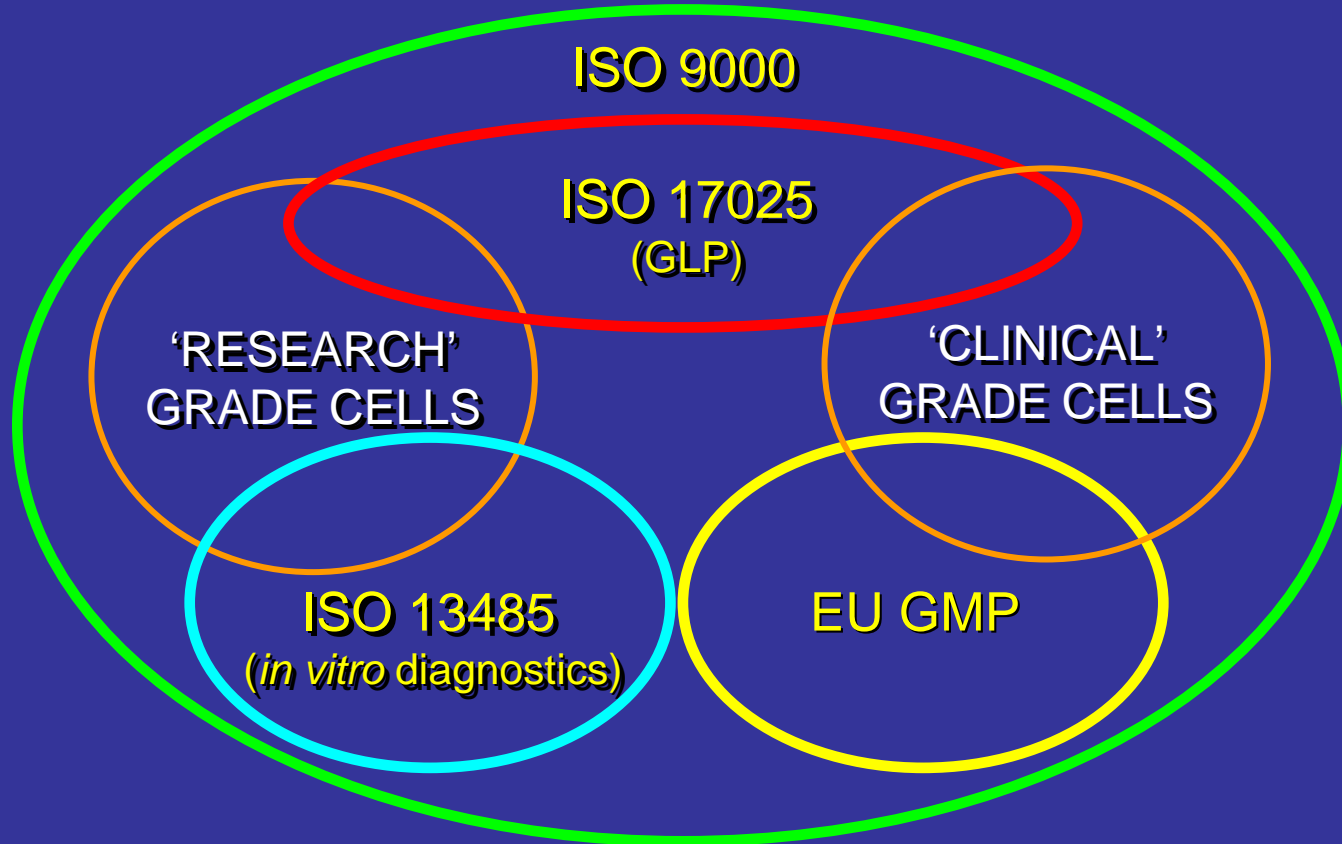 ISO 9000
ISO 17025
(GLP)
‘RESEARCH’
GRADE CELLS
‘CLINICAL’
GRADE CELLS
ISO 13485
(in vitro diagnostics)
EU GMP